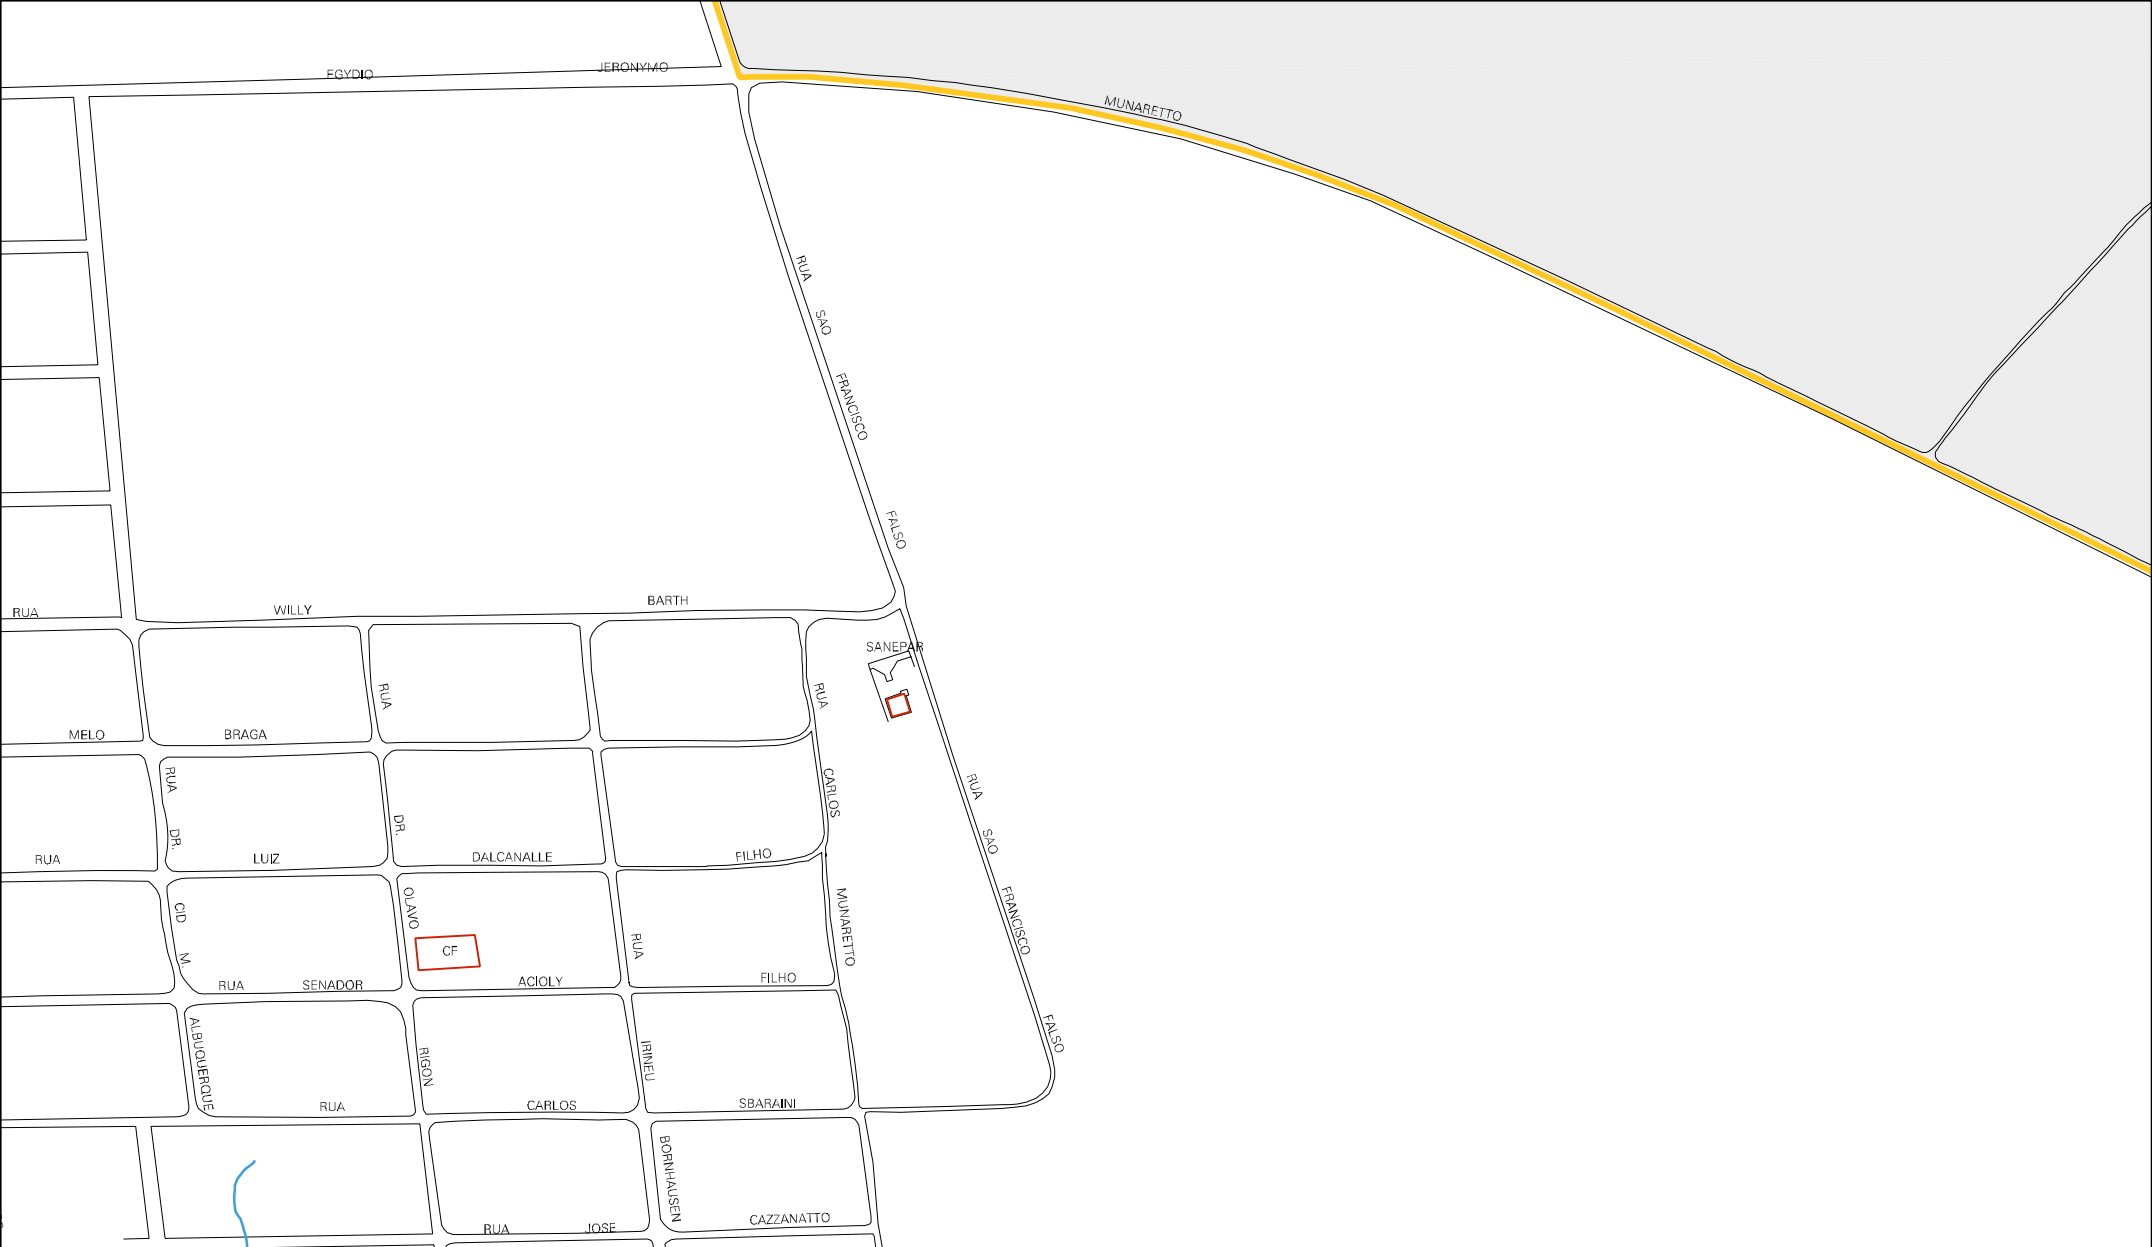 EGYDIO JERONYMO
MUNARETTO
RUA SAO FRANCISCO FALSO
RUA WILLY BARTH
SANEPAR
RUA
RUA CARLOS MUNARETTO
MELO BRAGA
RUA DR. CID M. ALBUQUERQUE
DR. OLAVO RIGON
RUA SAO FRANCISCO FALSO
RUA LUIZ DALCANALLE FILHO
CF
RUA IRINEU BORNHAUSEN
RUA SENADOR ACIOLY FILHO
RUA CARLOS SBARAINI
RUA JOSE CAZZANATTO